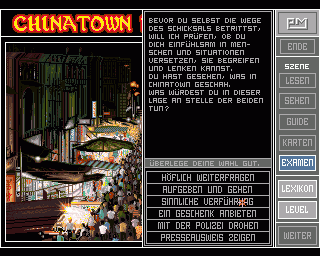 CHINATOWN
BEVOR DU SELBST DIE WEGE
DES SCHICKSALS BETRITTST,
WILL ICH PRÜFEN, OB DU
DICH EINFÜHLSAM IN MEN-
SCHEN UND SITUATIONEN
VERSETZEN, SIE BEGREIFEN
UND LENKEN KANNST.
DU HAST GESEHEN, WAS IN
CHINATOWN GESCHAH.
WAS WÜRDEST DU IN DIESER
LAGE AN STELLE DER BEIDEN
TUN?
ÜBERLEGE DEINE WAHL GUT.
HÖFLICH WEITERFRAGEN
AUFGEBEN UND GEHEN
SINNLICHE VERFÜHRUNG
EIN GESCHENK ANBIETEN
MIT DER POLIZEI DROHEN
PRESSEAUSWEIS ZEIGEN
PM
ENDE
SZENE
LESEN
SEHEN
GUIDE
KARTEN
EXAMEN
LEXIKON
LEVEL
WEITER